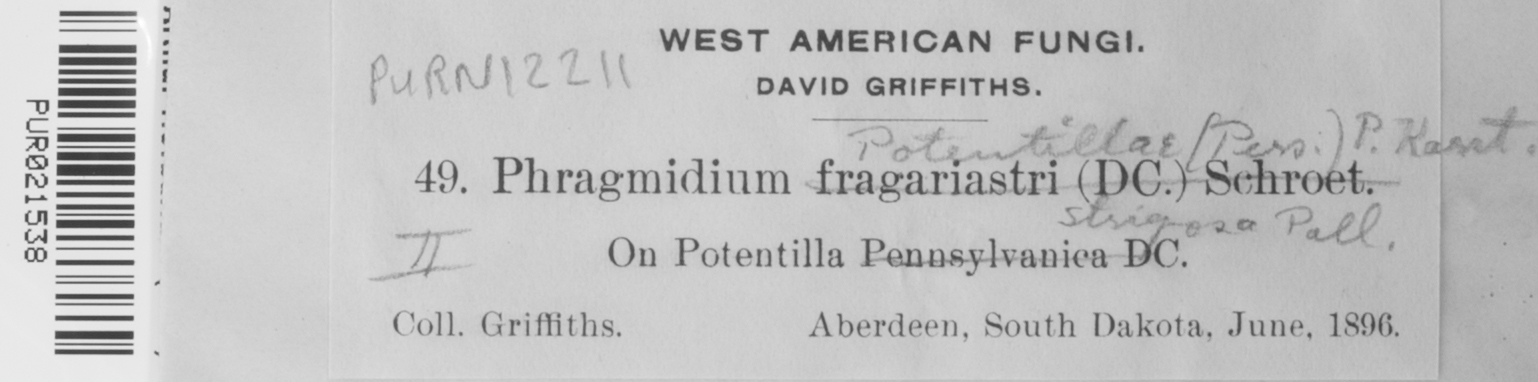 PUR021538
WEST AMERICAN FUNGI.
PURN12211
DAVID GRIFFITHS.
Potentillae (Pers.) P. Karst.
49. Phragmidium fragariastri (DC.) Schroet.
strigosa Pall.
II
On Potentilla Pennsylvanica DC.
Coll. Griffiths.
Aberdeen, South Dakota, June, 1896.